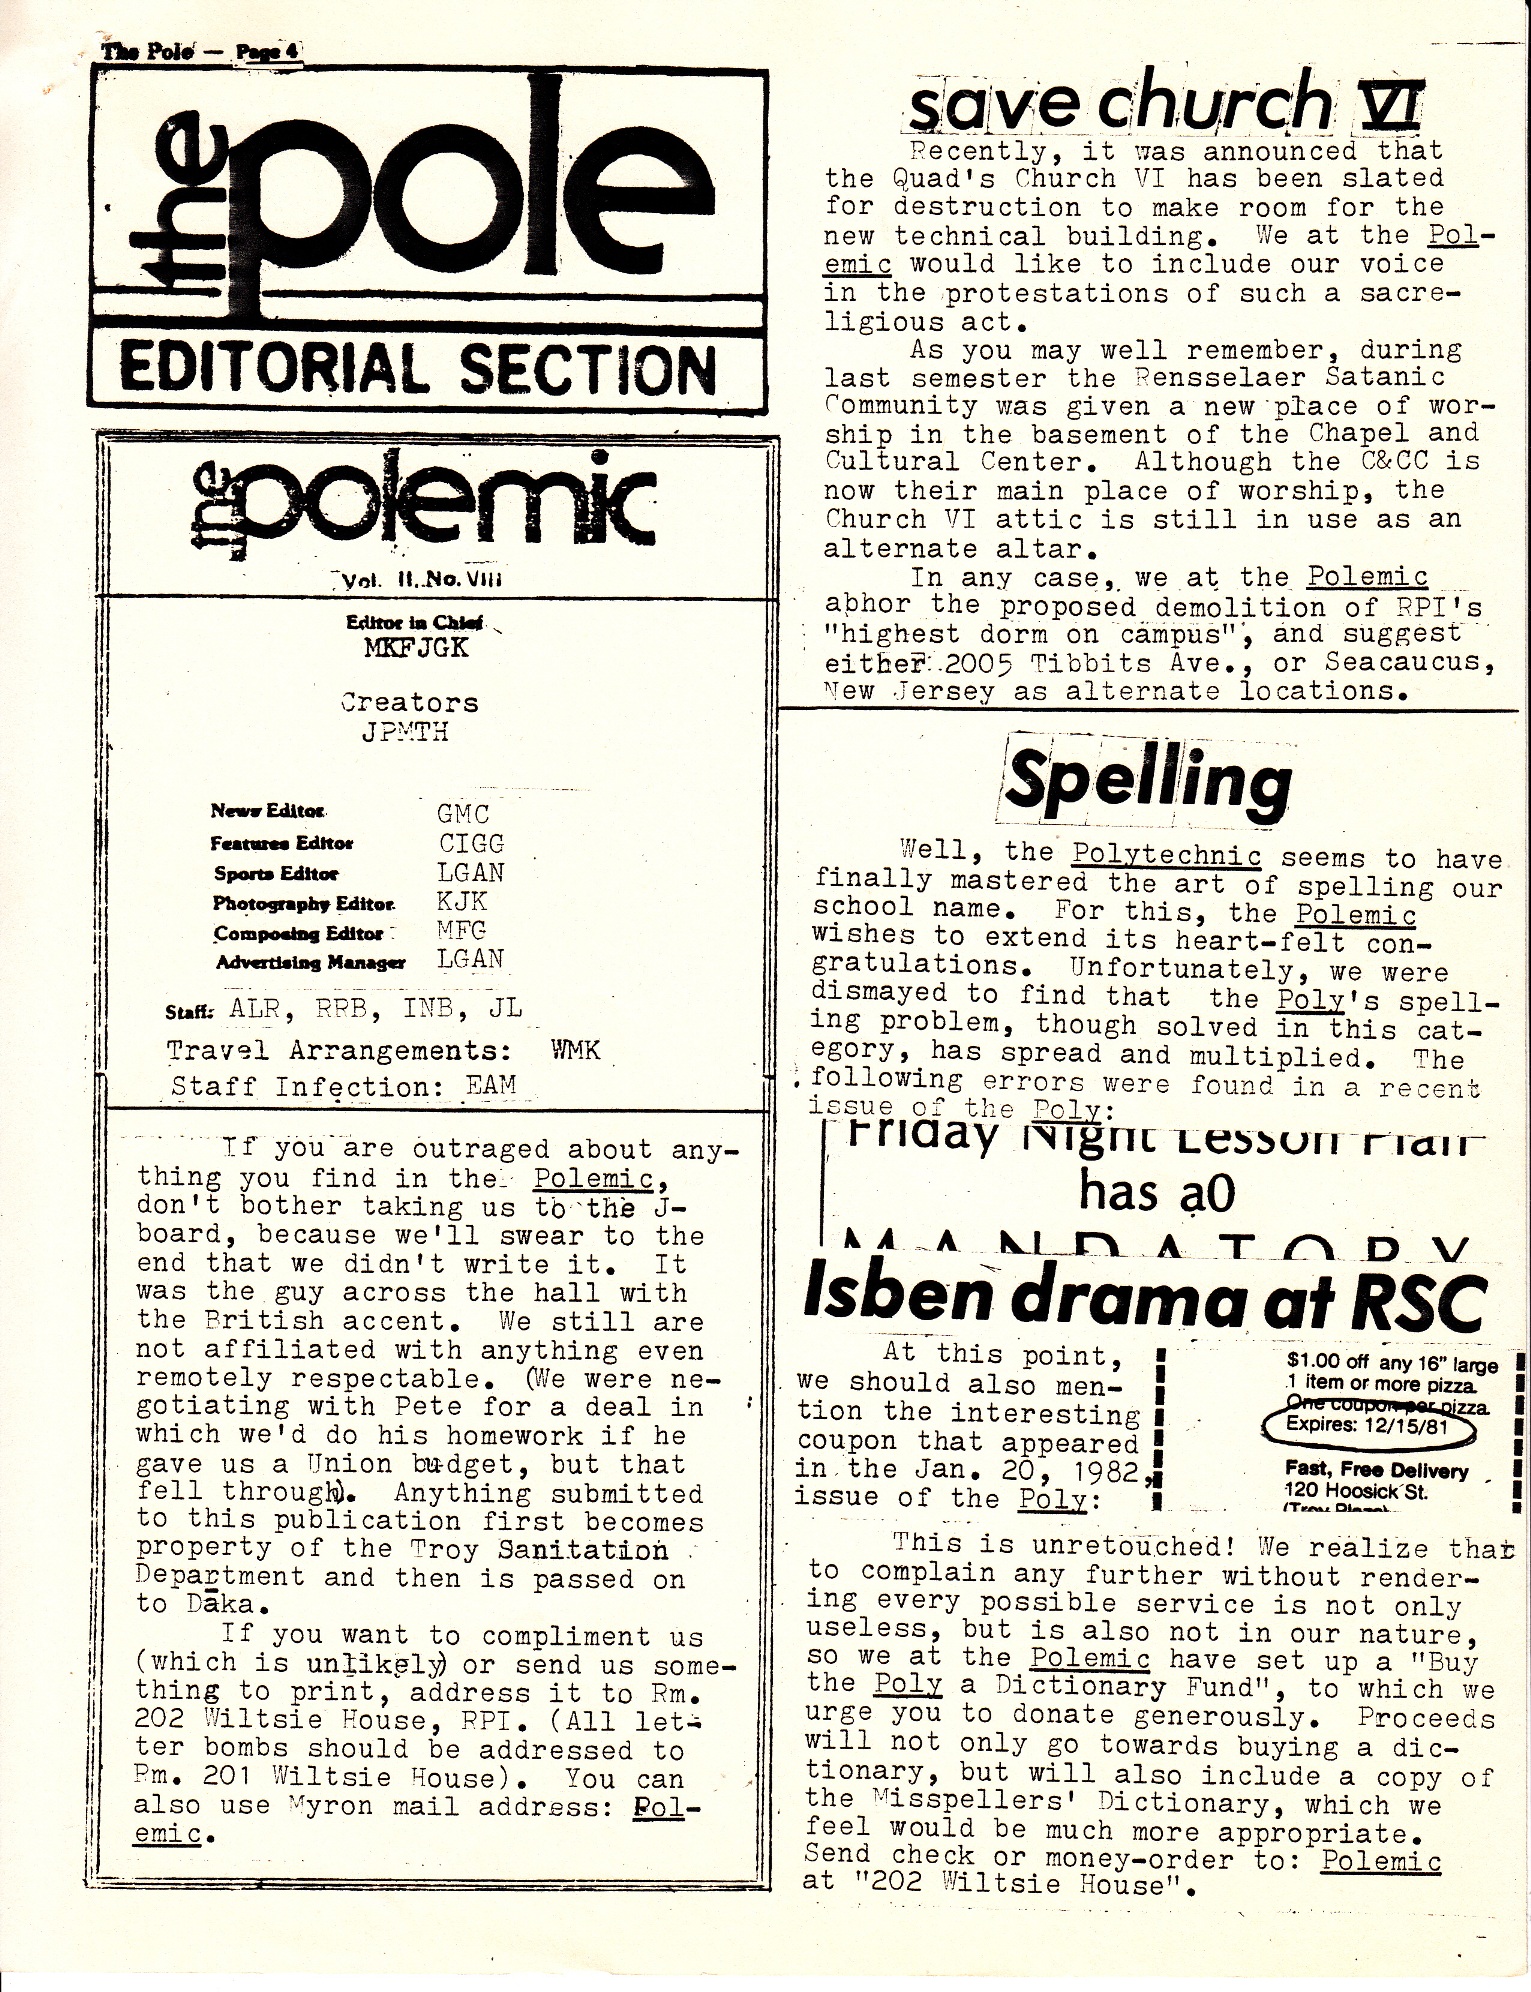 The Pole — Page 4
the pole
EDITORIAL SECTION
the polemic
Vol. II. No. VIII
Editor in Chief
MKFJGK
Creators
JPMTH
News Editor GMC
Features Editor CIGG
Sports Editor LGAN
Photography Editor KJK
Composing Editor MFG
Advertising Manager LGAN
Staff: ALR, RRB, INB, JL
Travel Arrangements: WMK
Staff Infection: EAM
If you are outraged about any-
thing you find in the Polemic,
don't bother taking us to the J-
board, because we'll swear to the
end that we didn't write it. It
was the guy across the hall with
the British accent. We still are
not affiliated with anything even
remotely respectable. (We were ne-
gotiating with Pete for a deal in
which we'd do his homework if he
gave us a Union budget, but that
fell through). Anything submitted
to this publication first becomes
property of the Troy Sanitation
Department and then is passed on
to Daka.
If you want to compliment us
(which is unlikely) or send us some-
thing to print, address it to Rm.
202 Wiltsie House, RPI. (All let-
ter bombs should be addressed to
Rm. 201 Wiltsie House). You can
also use Myron mail address: Pol-
emic.
save church VI
Recently, it was announced that
the Quad's Church VI has been slated
for destruction to make room for the
new technical building. We at the Pol-
emic would like to include our voice
in the protestations of such a sacre-
ligious act.
As you may well remember, during
last semester the Rensselaer Satanic
Community was given a new place of wor-
ship in the basement of the Chapel and
Cultural Center. Although the C&CC is
now their main place of worship, the
Church VI attic is still in use as an
alternate altar.
In any case, we at the Polemic
abhor the proposed demolition of RPI's
"highest dorm on campus", and suggest
either 2005 Tibbits Ave., or Seacaucus,
New Jersey as alternate locations.
Spelling
Well, the Polytechnic seems to have
finally mastered the art of spelling our
school name. For this, the Polemic
wishes to extend its heart-felt con-
gratulations. Unfortunately, we were
dismayed to find that the Poly's spell-
ing problem, though solved in this cat-
egory, has spread and multiplied. The
following errors were found in a recent
issue of the Poly:
Friday Night Lesson Plan
has a0
MANDATORY
Isben drama at RSC
At this point,
we should also men-
tion the interesting
coupon that appeared
in the Jan. 20, 1982,
issue of the Poly:
$1.00 off any 16" large
1 item or more pizza
One coupon per pizza
Expires: 12/15/81
Fast, Free Delivery
120 Hoosick St.
(Troy Plaza)
This is unretouched! We realize that
to complain any further without render-
ing every possible service is not only
useless, but is also not in our nature,
so we at the Polemic have set up a "Buy
the Poly a Dictionary Fund", to which we
urge you to donate generously. Proceeds
will not only go towards buying a dic-
tionary, but will also include a copy of
the Misspellers' Dictionary, which we
feel would be much more appropriate.
Send check or money-order to: Polemic
at "202 Wiltsie House".